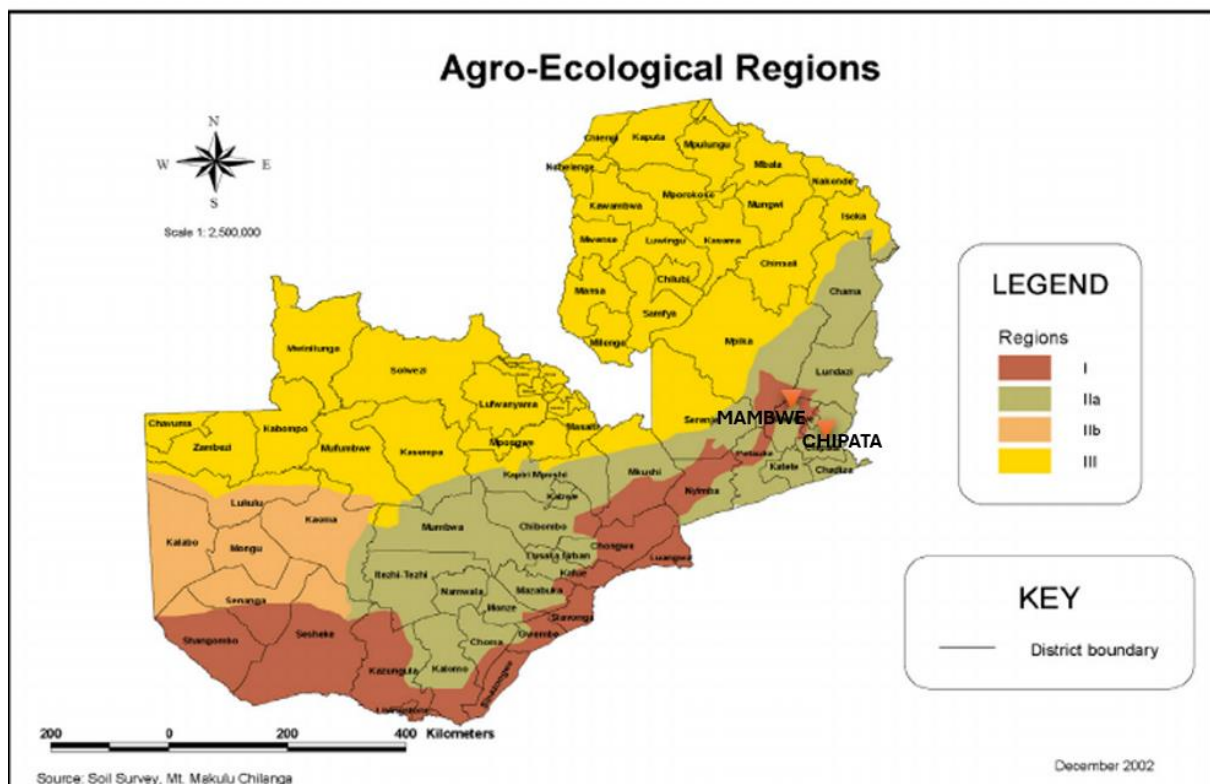 Agro-Ecological Regions
N
W E
S
Scale 1: 2,500,000
Chiengi
Kaputa
Mpulungu
Nchelenge
Mbala
Nakonde
Kawambwa
Mporokoso
Mungwi
Isoka
Mwense
Luwingu
Kasama
Chinsali
Mansa
Chilubi
Samfya
Chama
Milenge
Mpika
Lundazi
Mwinilunga
Solwezi
Lufwanyama
Masaiti
Serenje
MAMBWE
CHIPATA
Chavuma
Zambezi
Kabompo
Mufumbwe
Kasempa
Mpongwe
Petauke
Katete
Chadiza
Kapiri Mposhi
Mkushi
Nyimba
Kabwe
Lukulu
Kaoma
Mumbwa
Chibombo
Kalabo
Mongu
Chongwe
Luangwa
Lusaka Urban
Kafue
Itezhi-Tezhi
Namwala
Mazabuka
Monze
Siavonga
Senanga
Gwembe
Choma
Shangombo
Sesheke
Kazungula
Kalomo
Sinazongwe
Livingstone
LEGEND
Regions
I
IIa
IIb
III
KEY
District boundary
200 0 200 400 Kilometers
Source: Soil Survey, Mt. Makulu Chilanga
December 2002